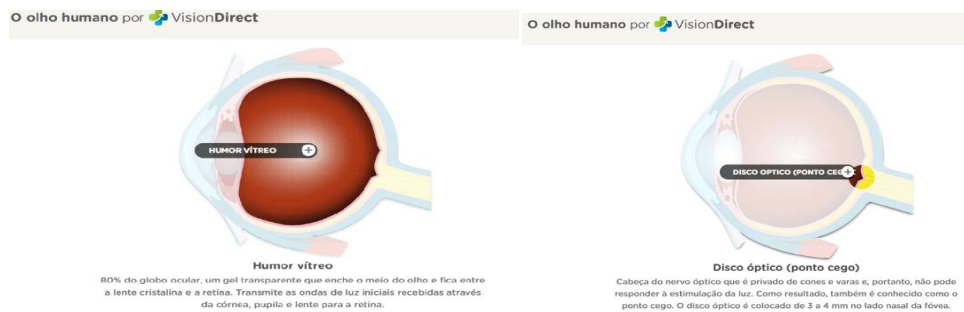 O olho humano por VisionDirect
HUMOR VÍTREO
Humor vítreo
80% do globo ocular, um gel transparente que enche o meio do olho e fica entre
a lente cristalina e a retina. Transmite as ondas de luz iniciais recebidas através
da córnea, pupila e lente para a retina.
O olho humano por VisionDirect
DISCO OPTICO (PONTO CEGO)
Disco óptico (ponto cego)
Cabeça do nervo óptico que é privado de cones e varas e, portanto, não pode
responder à estimulação da luz. Como resultado, também é conhecido como o
ponto cego. O disco óptico é colocado de 3 a 4 mm no lado nasal da fóvea.